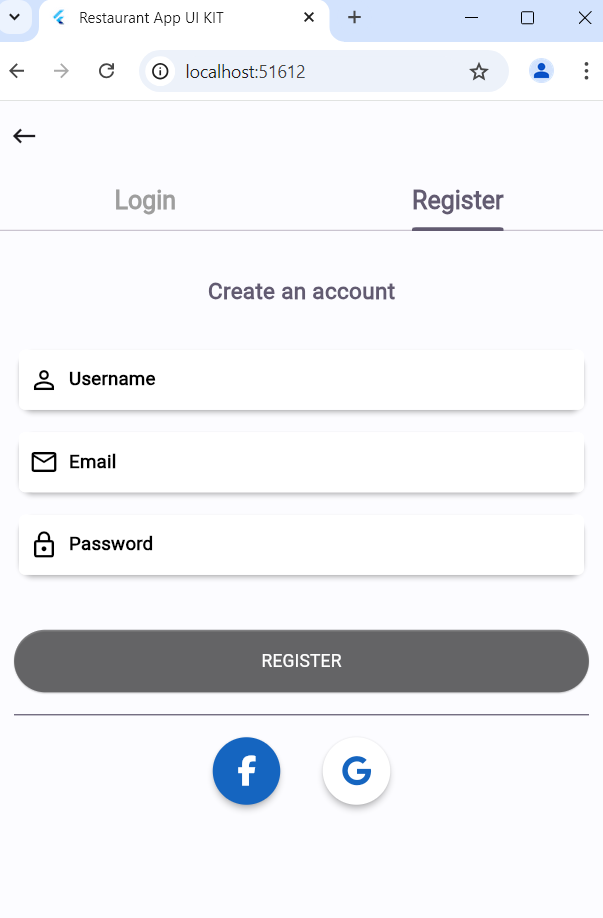 Restaurant App UI KIT
localhost:51612
Login Register
Create an account
Username
Email
Password
REGISTER
f G